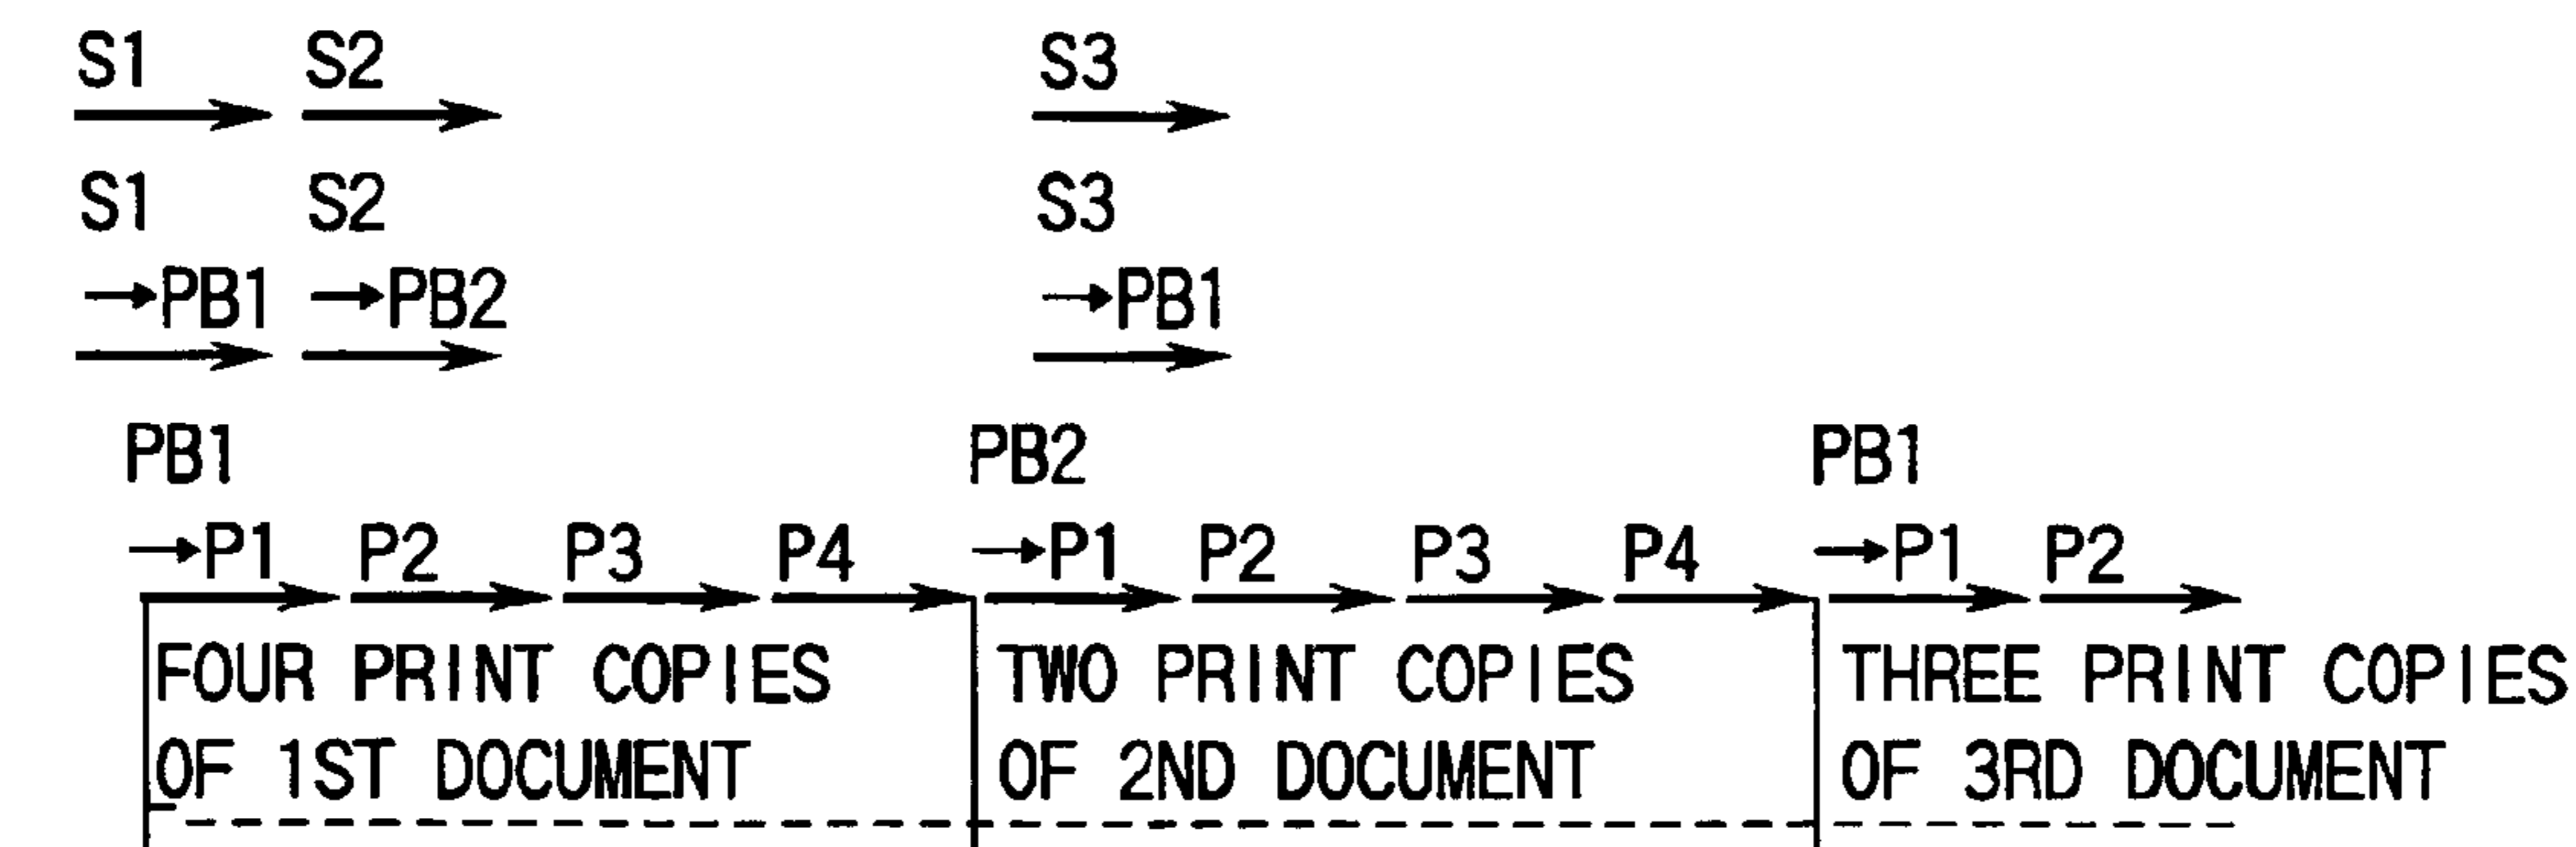 S1 S2 S3
S1 S2 S3
→PB1 →PB2 →PB1
PB1 PB2 PB1
→P1 P2 P3 P4 →P1 P2 P3 P4 →P1 P2
FOUR PRINT COPIES TWO PRINT COPIES THREE PRINT COPIES
OF 1ST DOCUMENT OF 2ND DOCUMENT OF 3RD DOCUMENT